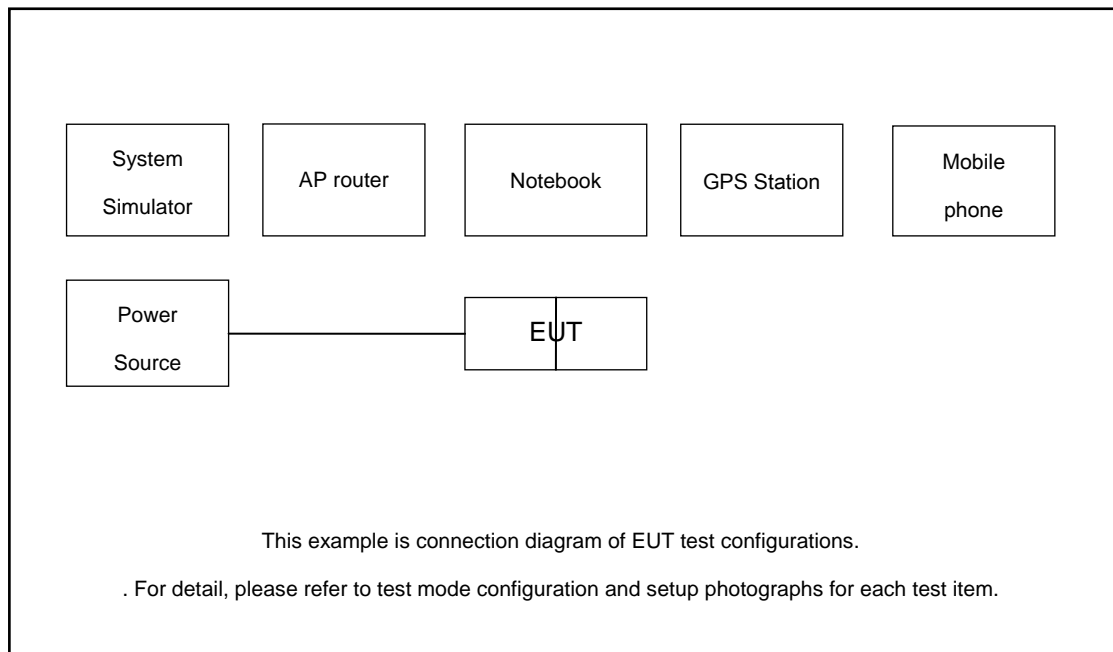 System
Simulator
AP router
Notebook
GPS Station
Mobile
phone
Power
Source
EUT
This example is connection diagram of EUT test configurations.
. For detail, please refer to test mode configuration and setup photographs for each test item.